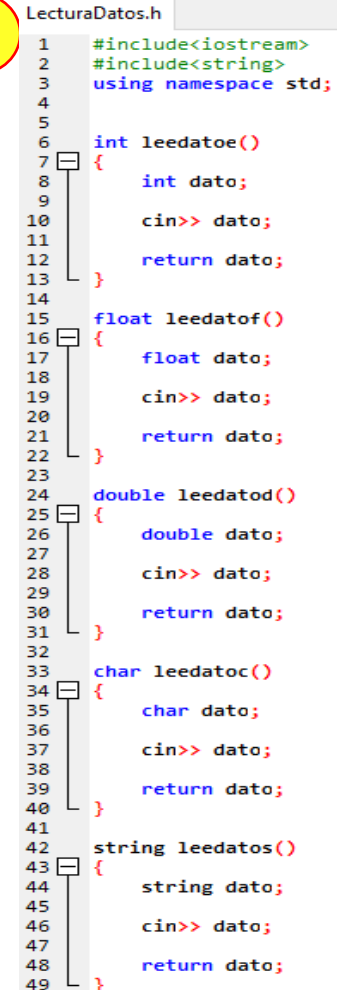 LecturaDatos.h
1 #include<iostream>
2 #include<string>
3 using namespace std;
4
5
6 int leedatoe()
7 {
8 int dato;
9
10 cin>> dato;
11
12 return dato;
13 }
14
15 float leedatof()
16 {
17 float dato;
18
19 cin>> dato;
20
21 return dato;
22 }
23
24 double leedatod()
25 {
26 double dato;
27
28 cin>> dato;
29
30 return dato;
31 }
32
33 char leedatoc()
34 {
35 char dato;
36
37 cin>> dato;
38
39 return dato;
40 }
41
42 string leedatos()
43 {
44 string dato;
45
46 cin>> dato;
47
48 return dato;
49 }